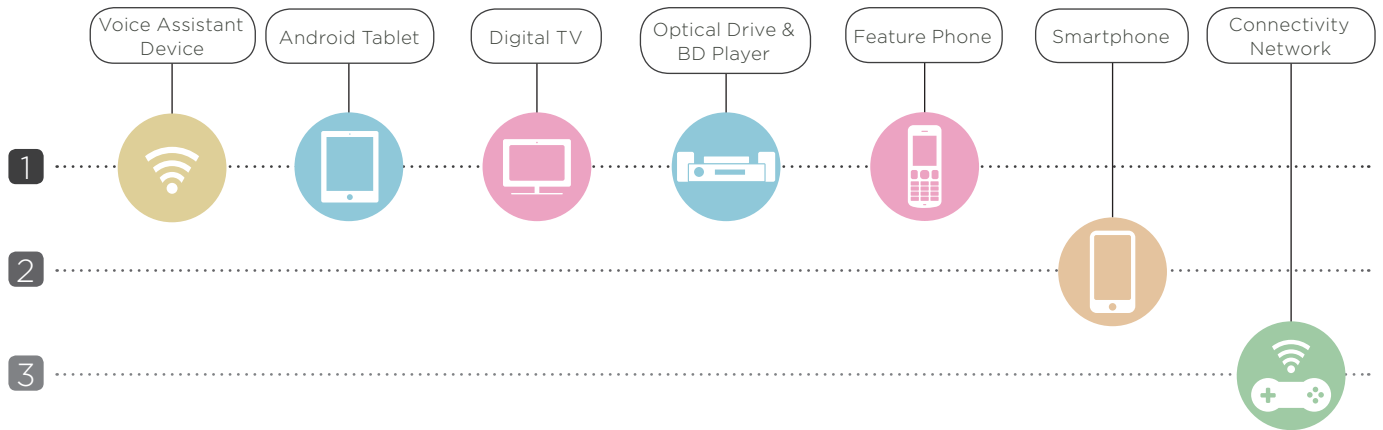 Voice Assistant
Device
Android Tablet
Digital TV
Optical Drive &
BD Player
Feature Phone
Smartphone
Connectivity
Network
1
2
3